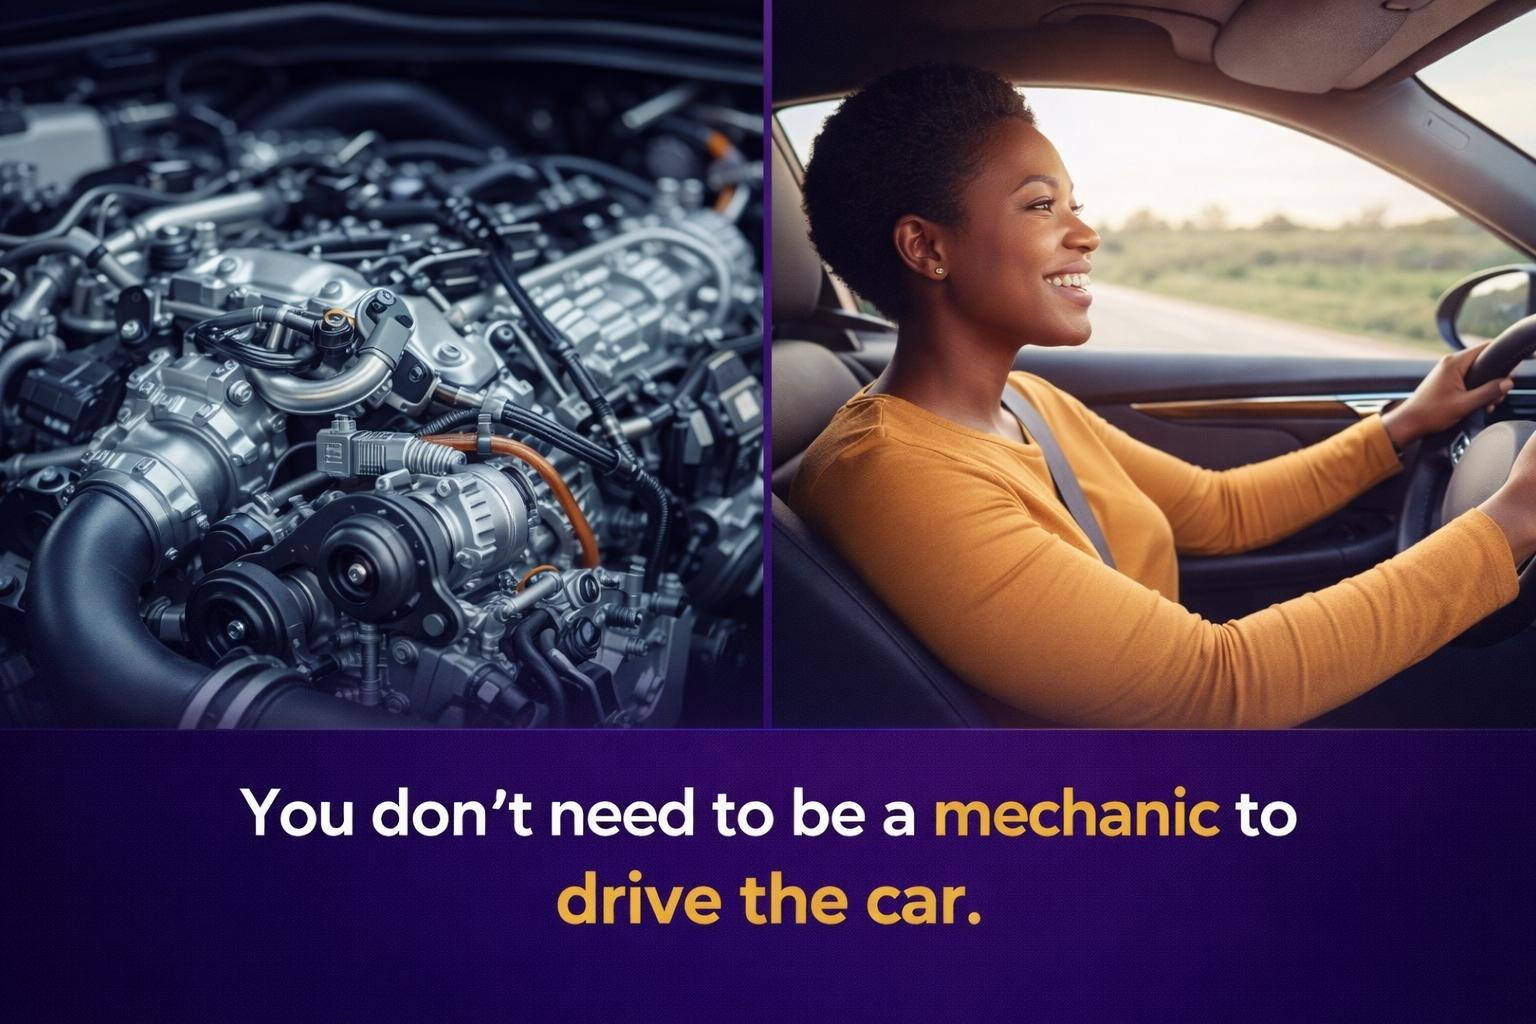 You don’t need to be a mechanic to
drive the car.